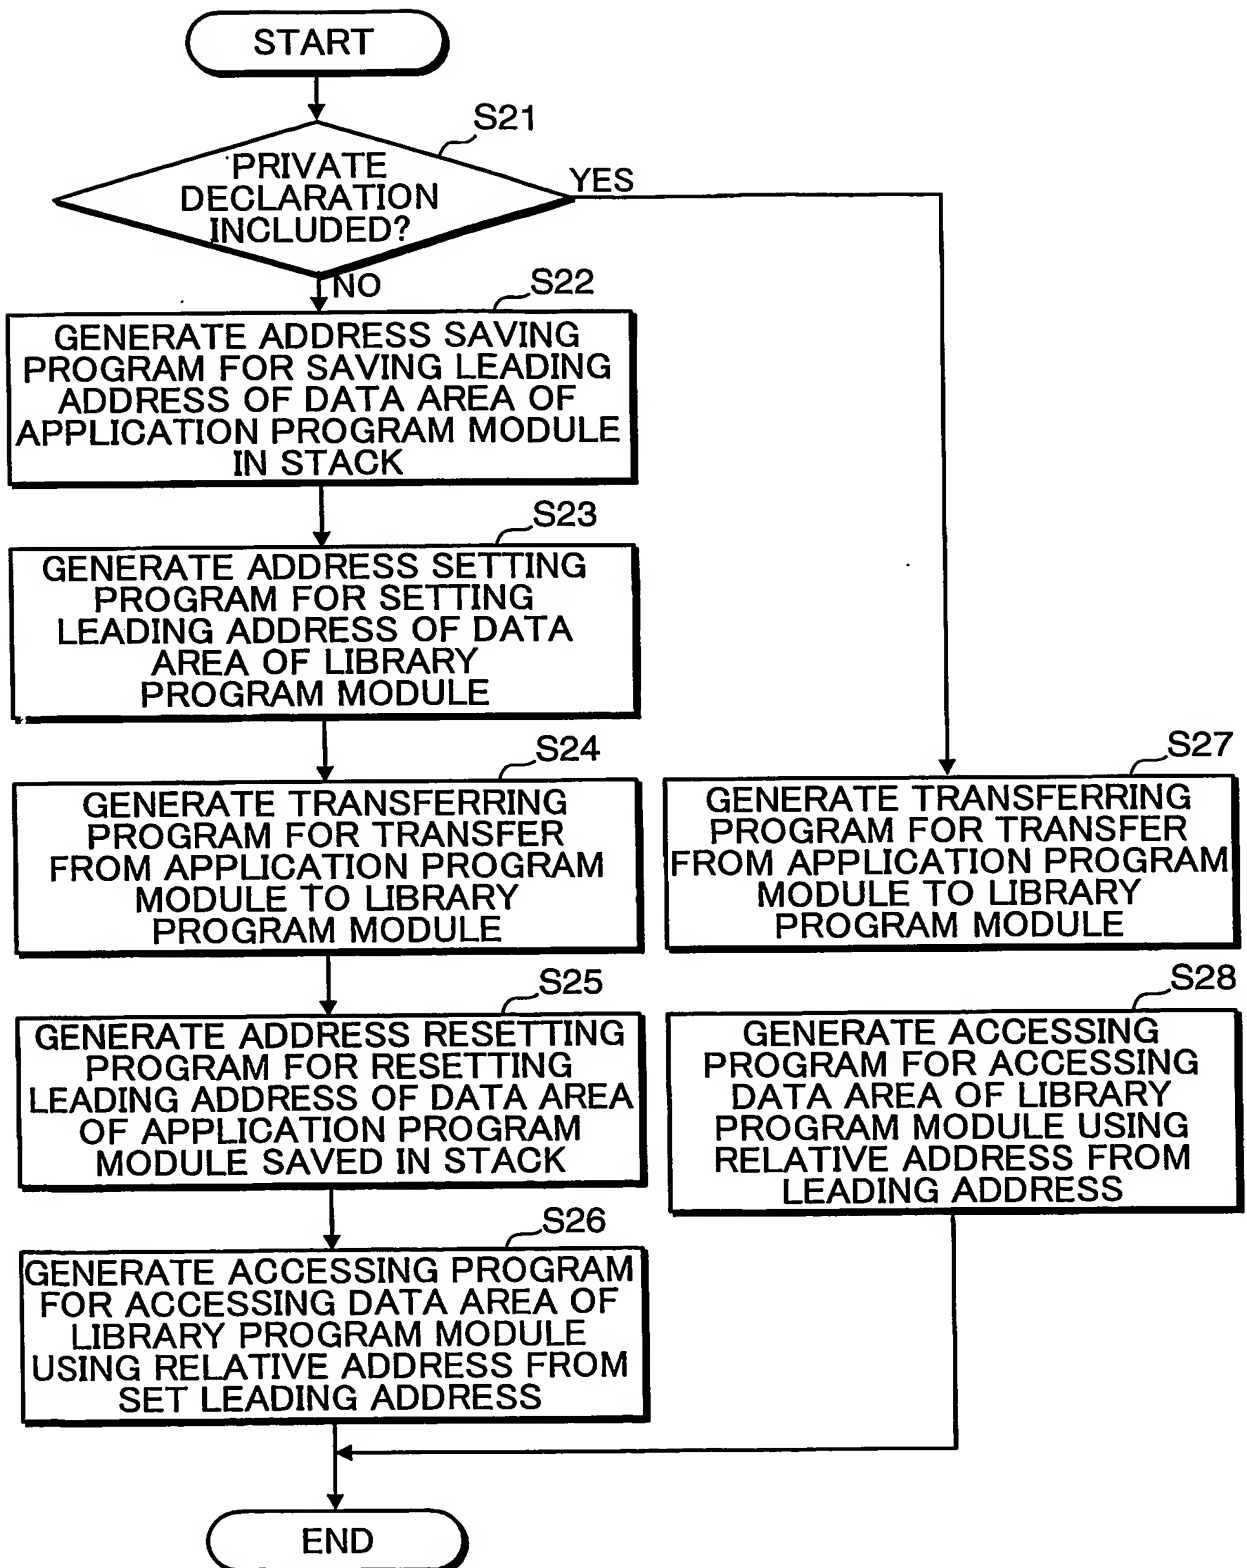 START
S21
PRIVATE
DECLARATION
INCLUDED?
YES
NO
S22
GENERATE ADDRESS SAVING
PROGRAM FOR SAVING LEADING
ADDRESS OF DATA AREA OF
APPLICATION PROGRAM MODULE
IN STACK
S23
GENERATE ADDRESS SETTING
PROGRAM FOR SETTING
LEADING ADDRESS OF DATA
AREA OF LIBRARY
PROGRAM MODULE
S24
GENERATE TRANSFERRING
PROGRAM FOR TRANSFER
FROM APPLICATION PROGRAM
MODULE TO LIBRARY
PROGRAM MODULE
S25
GENERATE ADDRESS RESETTING
PROGRAM FOR RESETTING
LEADING ADDRESS OF DATA AREA
OF APPLICATION PROGRAM
MODULE SAVED IN STACK
S26
GENERATE ACCESSING PROGRAM
FOR ACCESSING DATA AREA OF
LIBRARY PROGRAM MODULE
USING RELATIVE ADDRESS FROM
SET LEADING ADDRESS
S27
GENERATE TRANSFERRING
PROGRAM FOR TRANSFER
FROM APPLICATION PROGRAM
MODULE TO LIBRARY
PROGRAM MODULE
S28
GENERATE ACCESSING
PROGRAM FOR ACCESSING
DATA AREA OF LIBRARY
PROGRAM MODULE USING
RELATIVE ADDRESS FROM
LEADING ADDRESS
END